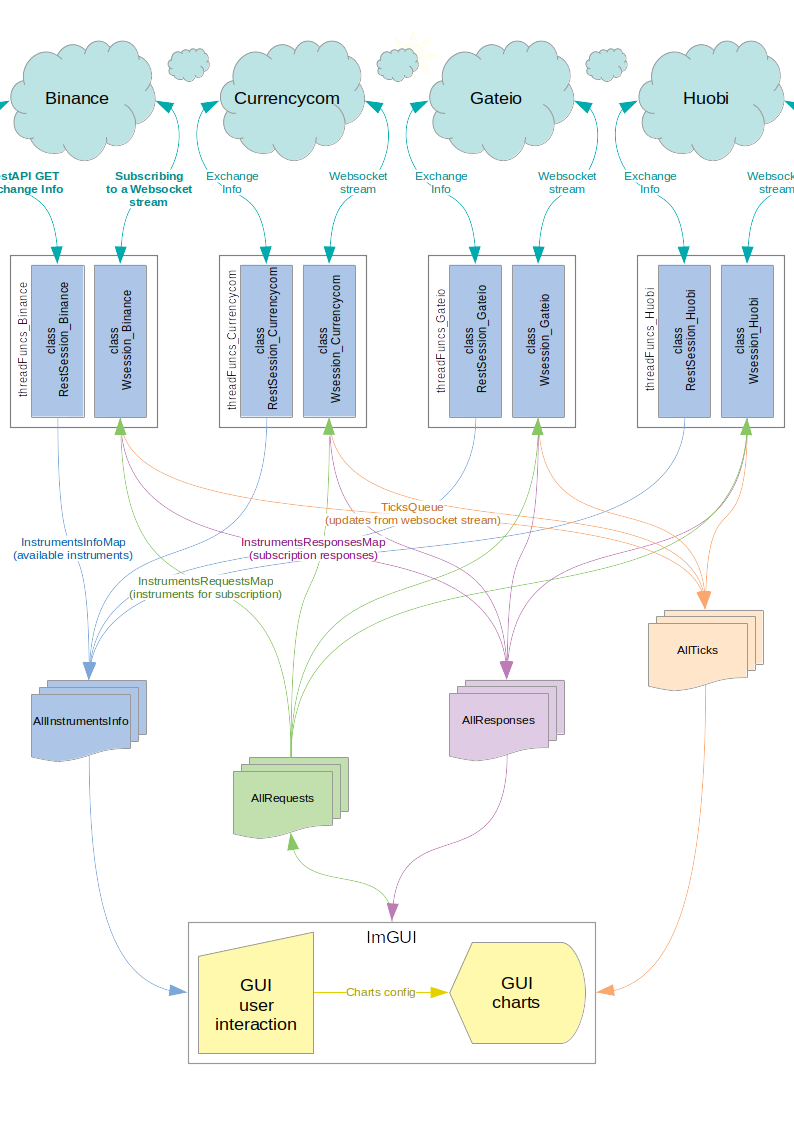 Binance
Currencycom
Gateio
Huobi
stAPI GET
change Info
Subscribing
to a Websocket
stream
Exchange
Info
Websocket
stream
Exchange
Info
Websocket
stream
Exchange
Info
Websocket
stream
threadFuncs_Binance
class
RestSession_Binance
class
Wsession_Binance
threadFuncs_Currencycom
class
RestSession_Currencycom
class
Wsession_Currencycom
threadFuncs_Gateio
class
RestSession_Gateio
class
Wsession_Gateio
threadFuncs_Huobi
class
RestSession_Huobi
class
Wsession_Huobi
TicksQueue
(updates from websocket stream)
InstrumentsInfoMap
(available instruments)
InstrumentsResponsesMap
(subscription responses)
InstrumentsRequestsMap
(instruments for subscription)
AllTicks
AllInstrumentsInfo
AllResponses
AllRequests
ImGUI
GUI
user
interaction
Charts config
GUI
charts